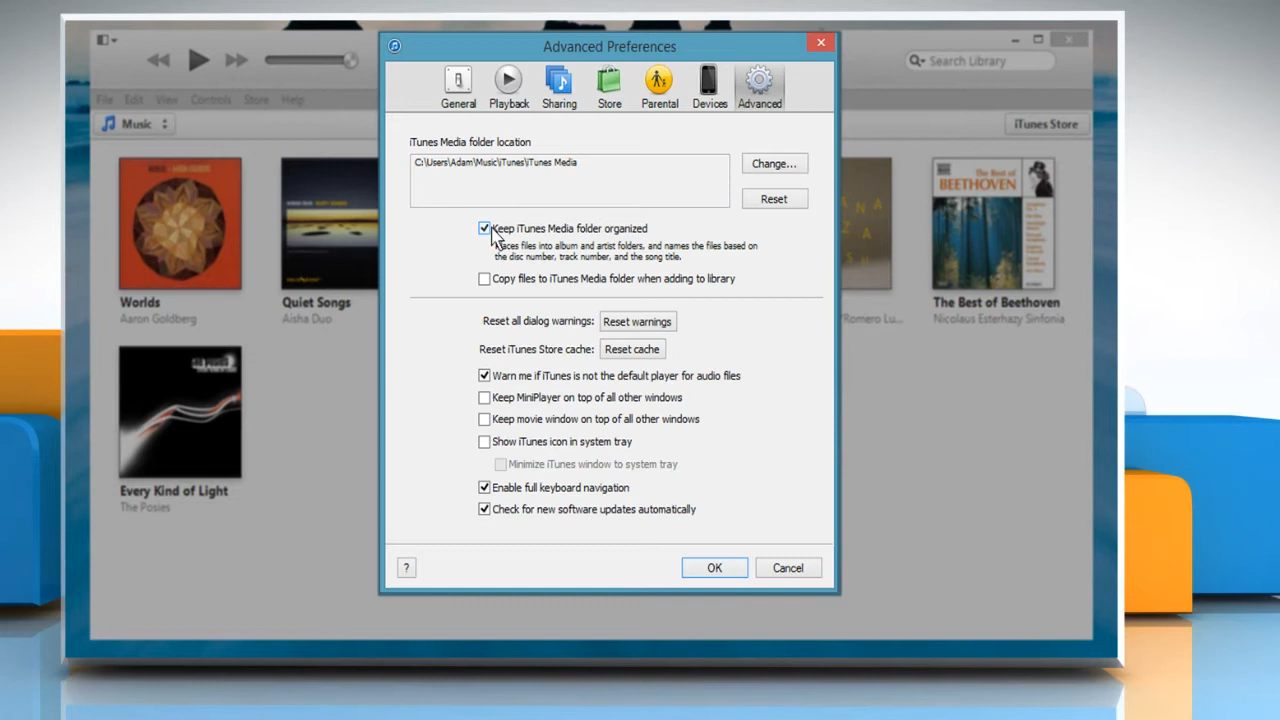 Advanced Preferences
Search Library
General Playback Sharing Store Parental Devices Advanced
File Edit View Controls Store Help
Music
iTunes Store
iTunes Media folder location
C:\Users\Adam\Music\iTunes\iTunes Media
Change...
Reset
Keep iTunes Media folder organized
files into album and artist folders, and names the files based on
the disc number, track number, and the song title.
Copy files to iTunes Media folder when adding to library
Reset all dialog warnings: Reset warnings
Reset iTunes Store cache: Reset cache
Warn me if iTunes is not the default player for audio files
Keep MiniPlayer on top of all other windows
Keep movie window on top of all other windows
Show iTunes icon in system tray
Minimize iTunes window to system tray
Enable full keyboard navigation
Check for new software updates automatically
? OK Cancel
Worlds
Aaron Goldberg
Quiet Songs
Aisha Duo
Romero Lu...
The Best of
BEETHOVEN
The Best of Beethoven
Nicolaus Esterhazy Sinfonia
Every Kind of Light
The Posies